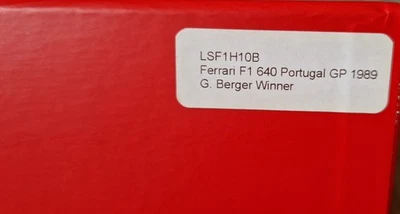 LSF1H10B
Ferrari F1 640 Portugal GP 1989
G. Berger Winner